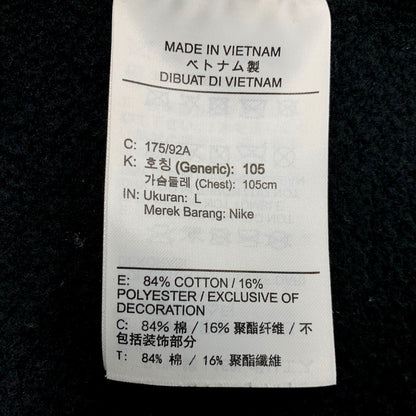 MADE IN VIETNAM
ベトナム製
DIBUAT DI VIETNAM
C: 175/92A
K: 호칭 (Generic): 105
가슴둘레 (Chest): 105cm
IN: Ukuran: L
Merek Barang: Nike
E: 84% COTTON / 16%
POLYESTER / EXCLUSIVE OF
DECORATION
C: 84% 棉 / 16% 聚酯纤维 / 不
包括装饰部分
T: 84% 棉 / 16% 聚酯纖維